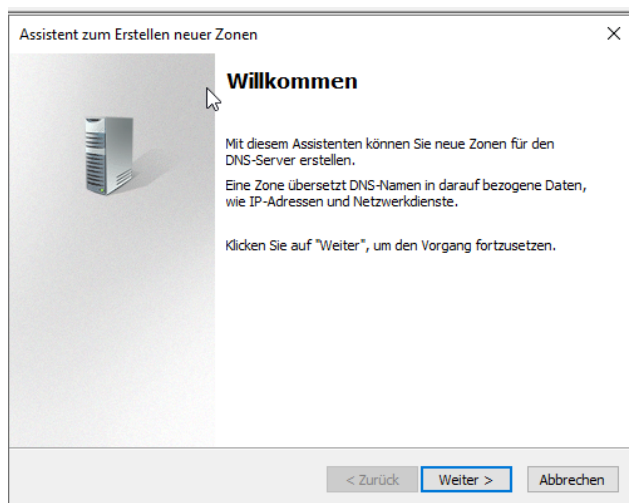 Assistent zum Erstellen neuer Zonen
Willkommen
Mit diesem Assistenten können Sie neue Zonen für den
DNS-Server erstellen.
Eine Zone übersetzt DNS-Namen in darauf bezogene Daten,
wie IP-Adressen und Netzwerkdienste.
Klicken Sie auf "Weiter", um den Vorgang fortzusetzen.
< Zurück Weiter > Abbrechen